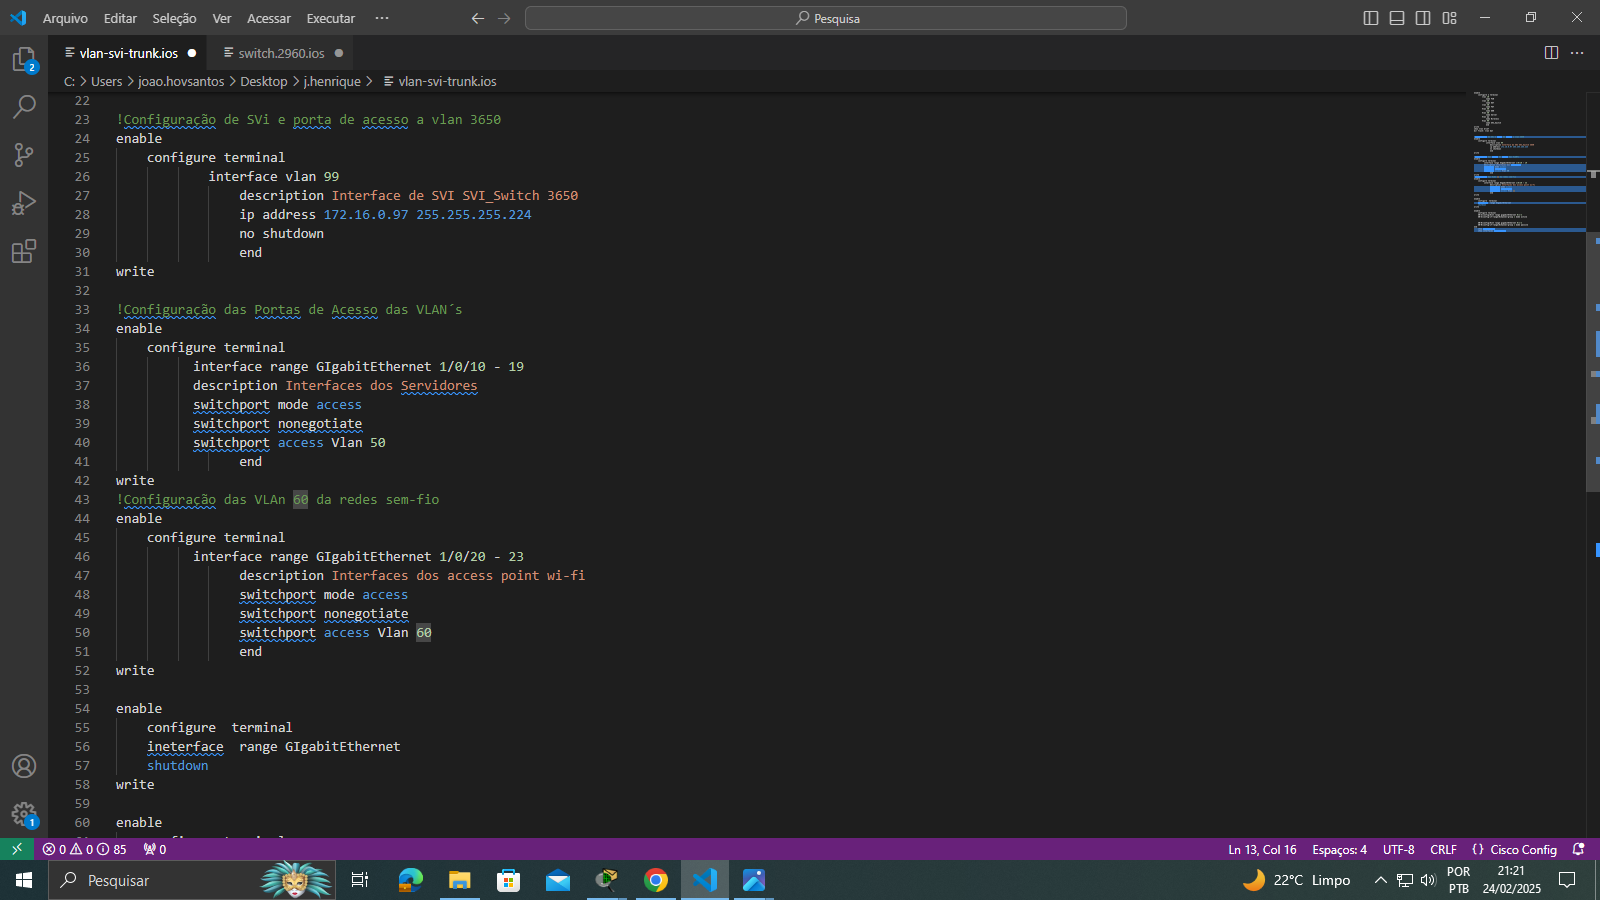 Arquivo Editar Seleção Ver Acessar Executar ··· Pesquisa
vlan-svi-trunk.ios switch.2960.ios
C: > Users > joao.hovsantos > Desktop > j.henrique > vlan-svi-trunk.ios
22
23 !Configuração de SVi e porta de acesso a vlan 3650
24 enable
25 configure terminal
26 interface vlan 99
27 description Interface de SVI SVI_Switch 3650
28 ip address 172.16.0.97 255.255.255.224
29 no shutdown
30 end
31 write
32
33 !Configuração das Portas de Acesso das VLAN´s
34 enable
35 configure terminal
36 interface range GIgabitEthernet 1/0/10 - 19
37 description Interfaces dos Servidores
38 switchport mode access
39 switchport nonegotiate
40 switchport access Vlan 50
41 end
42 write
43 !Configuração das VLAn 60 da redes sem-fio
44 enable
45 configure terminal
46 interface range GIgabitEthernet 1/0/20 - 23
47 description Interfaces dos access point wi-fi
48 switchport mode access
49 switchport nonegotiate
50 switchport access Vlan 60
51 end
52 write
53
54 enable
55 configure  terminal
56 ineterface  range GIgabitEthernet
57 shutdown
58 write
59
60 enable
2
1
0 0 85 0 Ln 13, Col 16 Espaços: 4 UTF-8 CRLF {} Cisco Config
Pesquisar 22°C Limpo POR PTB 21:21 24/02/2025